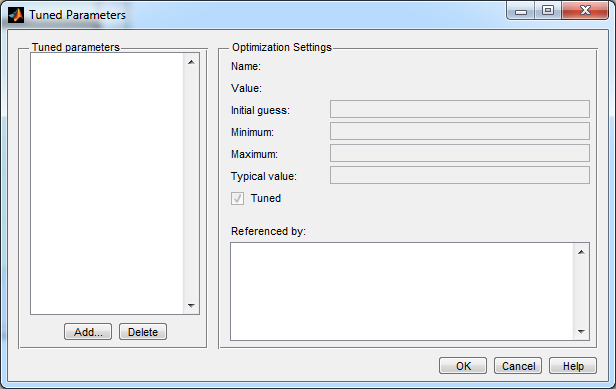 Tuned Parameters
Tuned parameters
Add...
Delete
Optimization Settings
Name:
Value:
Initial guess:
Minimum:
Maximum:
Typical value:
Tuned
Referenced by:
OK
Cancel
Help